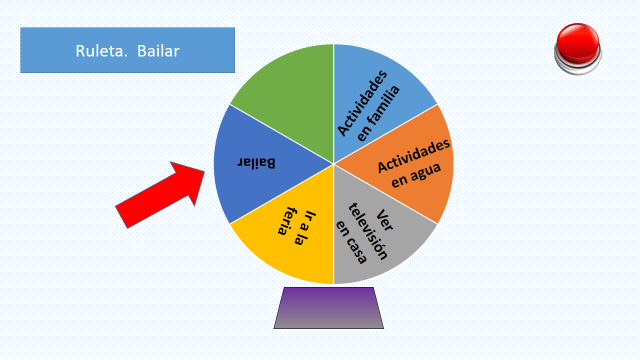 Ruleta.  Bailar
Actividades
en familia
Actividades
en agua
Ver
televisión
en casa
Ir a la
feria
Bailar